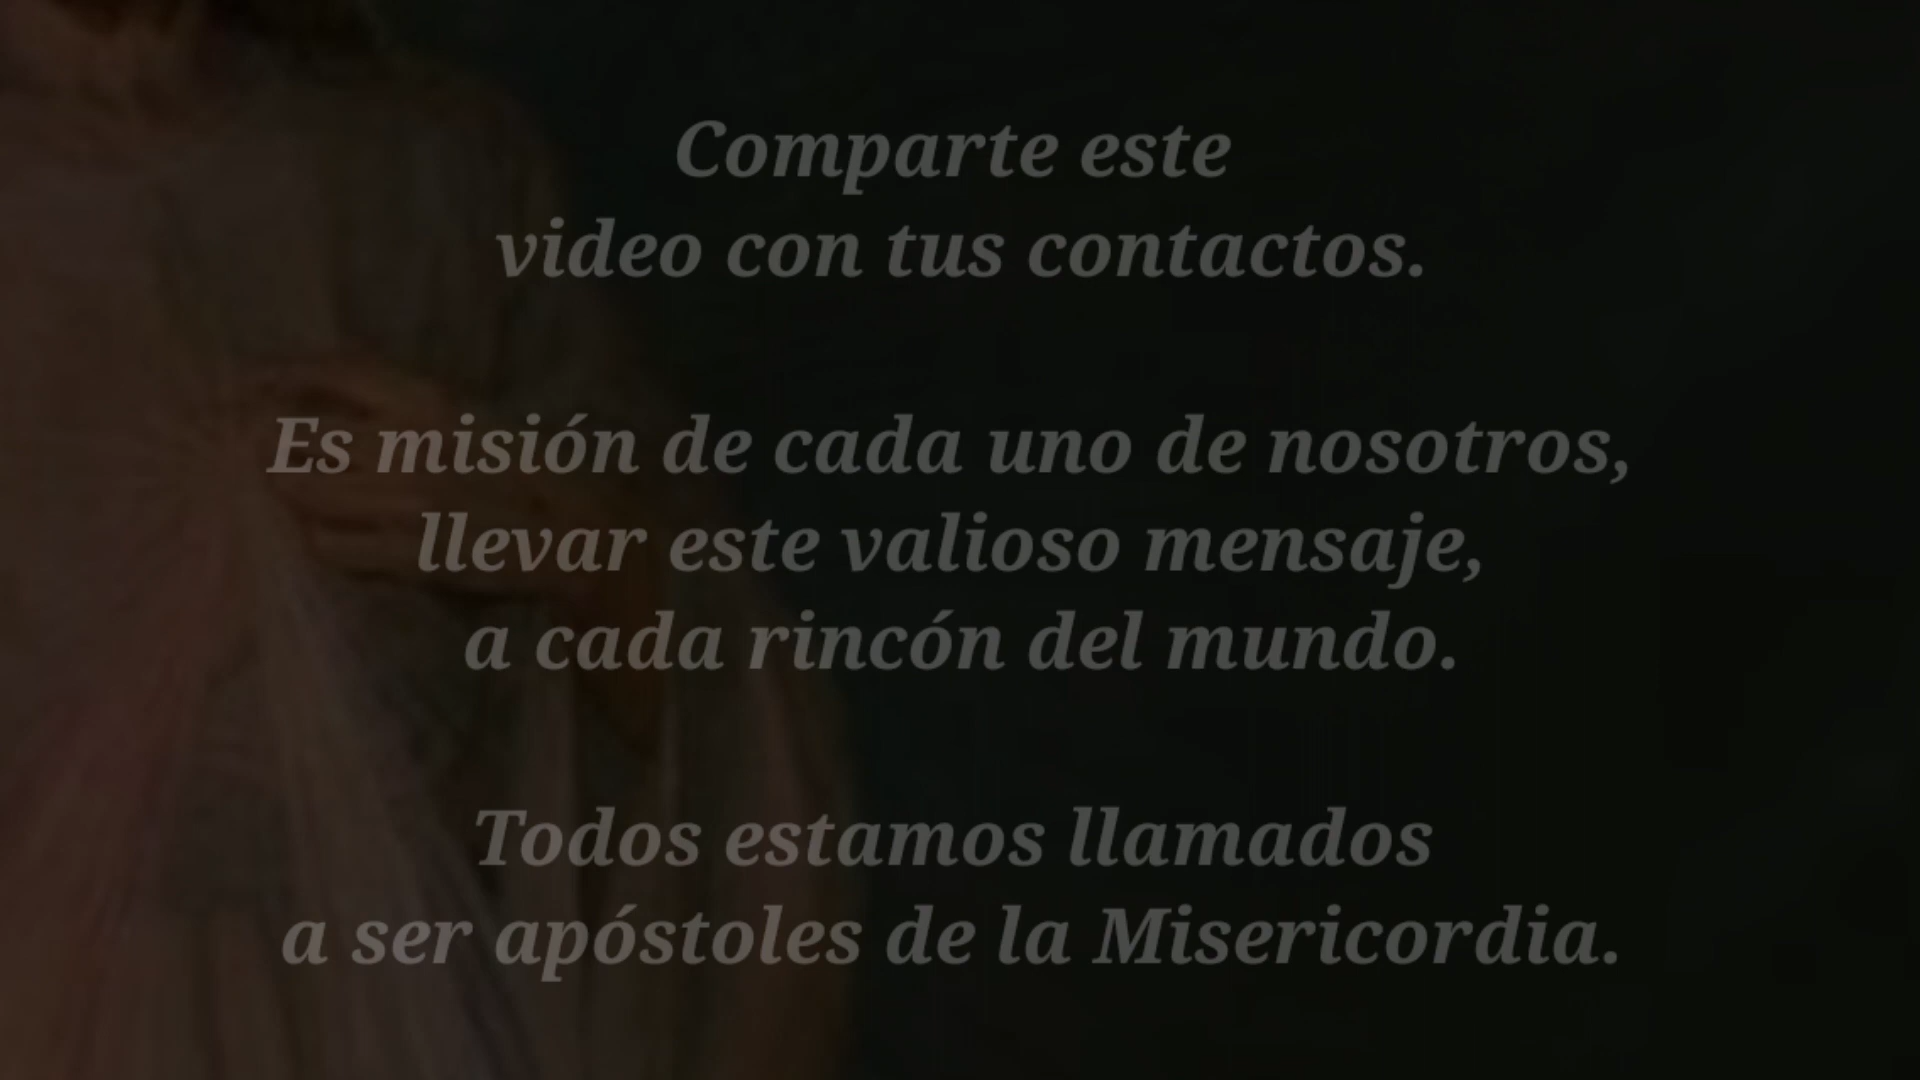 Comparte este
video con tus contactos.
Es misión de cada uno de nosotros,
llevar este valioso mensaje,
a cada rincón del mundo.
Todos estamos llamados
a ser apóstoles de la Misericordia.